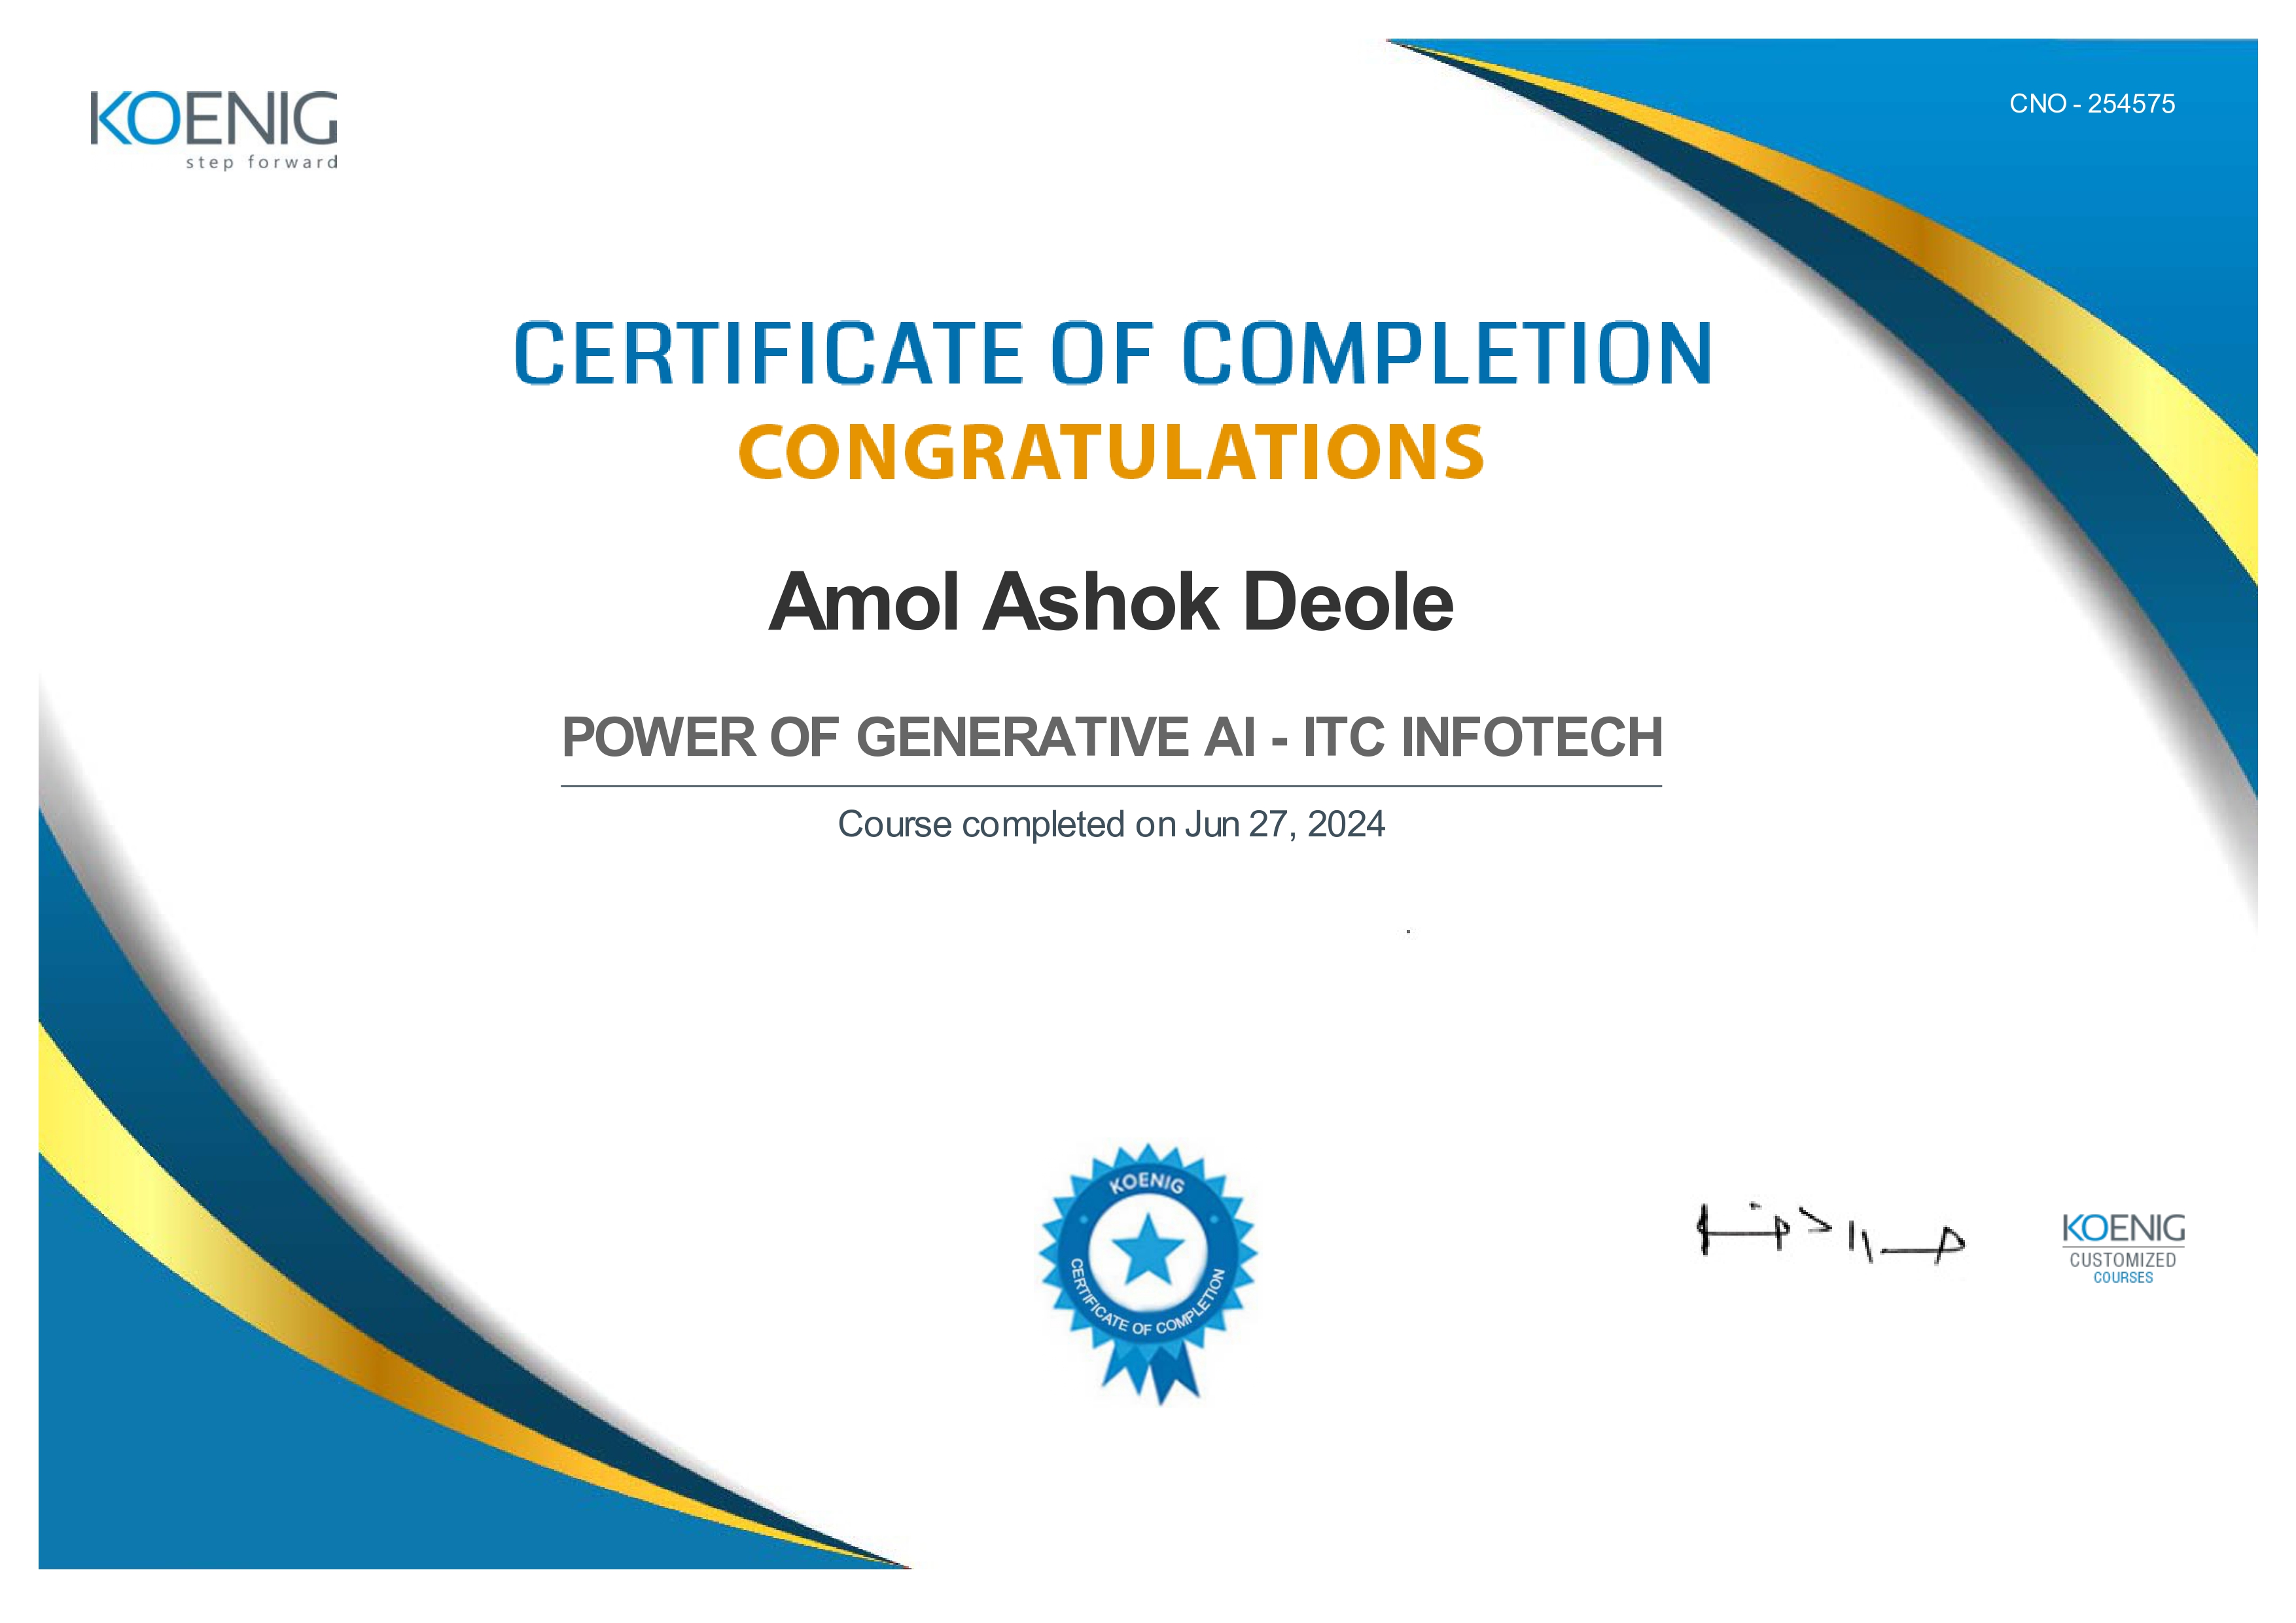 KOENIG
step forward
CNO - 254575
CERTIFICATE OF COMPLETION
CONGRATULATIONS
Amol Ashok Deole
POWER OF GENERATIVE AI - ITC INFOTECH
Course completed on Jun 27, 2024
.
KOENIG
CERTIFICATE OF COMPLETION
KOENIG
CUSTOMIZED
COURSES